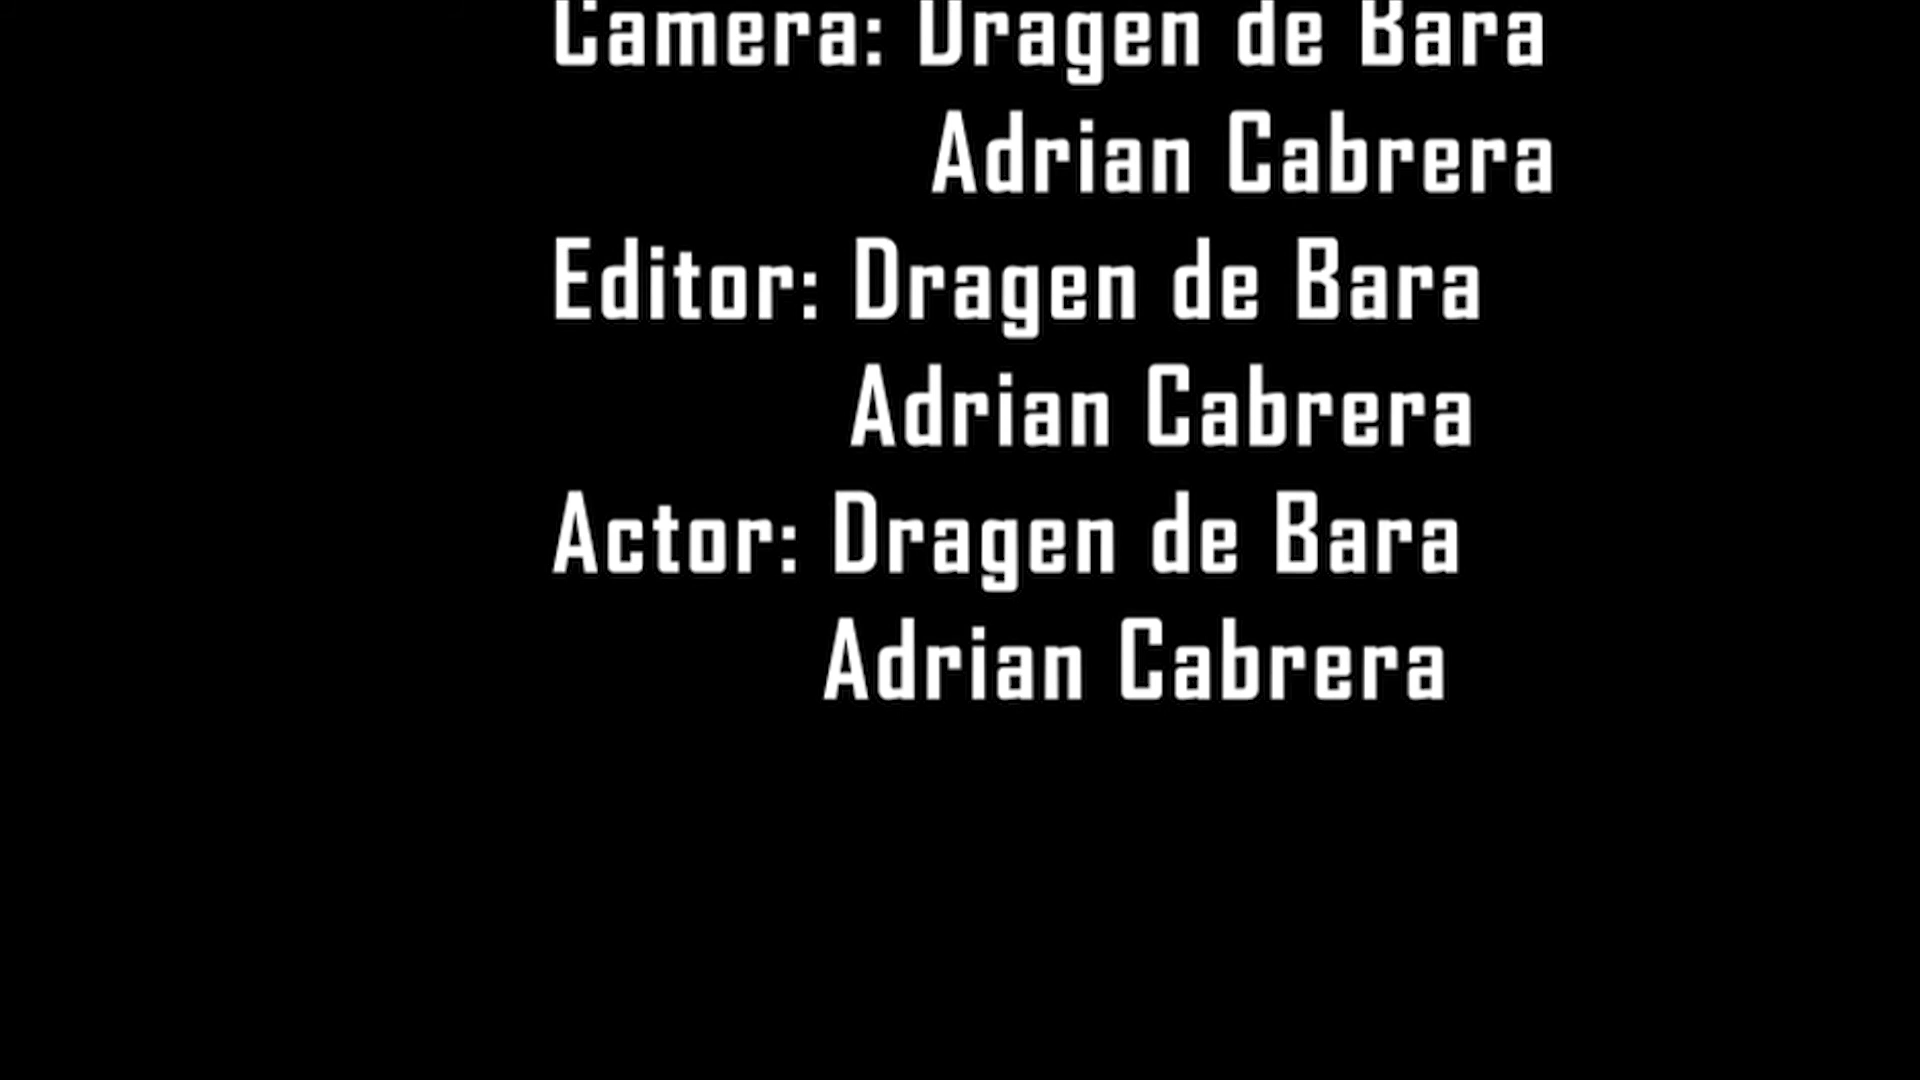 Camera: Dragen de Bara
Adrian Cabrera
Editor: Dragen de Bara
Adrian Cabrera
Actor: Dragen de Bara
Adrian Cabrera